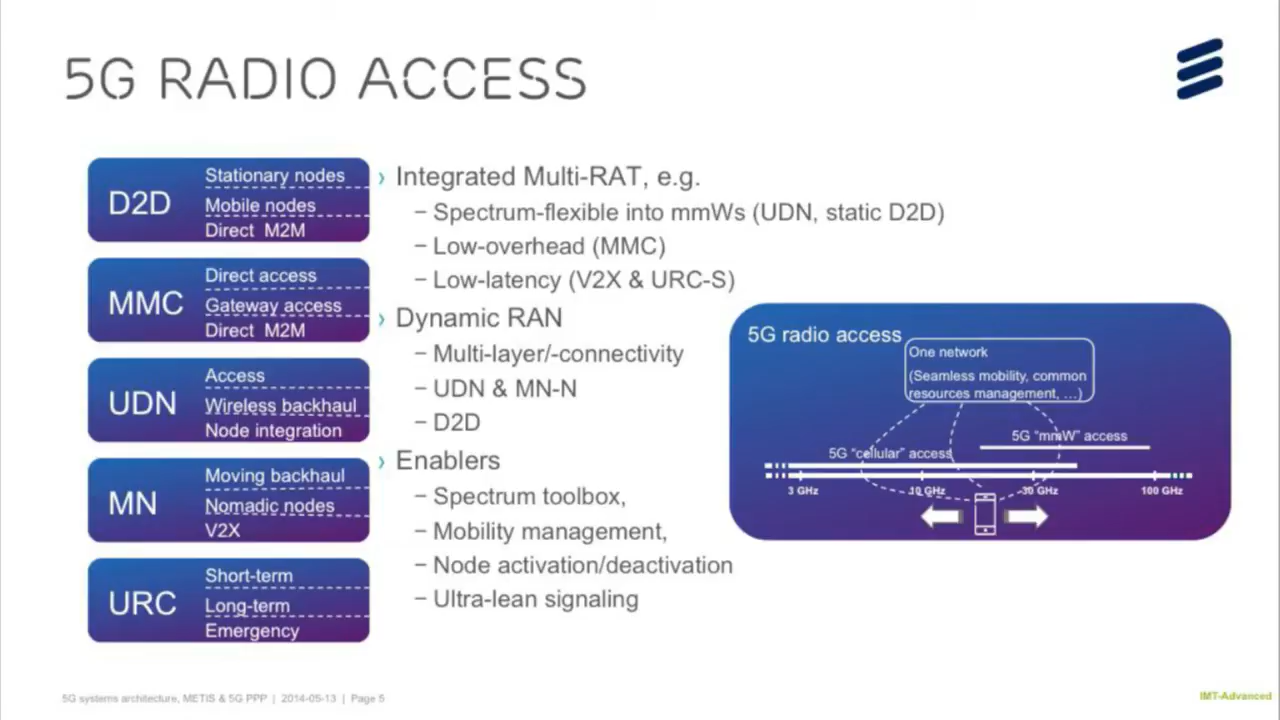 5G RADIO ACCESS
D2D
Stationary nodes
Mobile nodes
Direct M2M
MMC
Direct access
Gateway access
Direct M2M
UDN
Access
Wireless backhaul
Node integration
MN
Moving backhaul
Nomadic nodes
V2X
URC
Short-term
Long-term
Emergency
› Integrated Multi-RAT, e.g.
– Spectrum-flexible into mmWs (UDN, static D2D)
– Low-overhead (MMC)
– Low-latency (V2X & URC-S)
› Dynamic RAN
– Multi-layer/-connectivity
– UDN & MN-N
– D2D
› Enablers
– Spectrum toolbox,
– Mobility management,
– Node activation/deactivation
– Ultra-lean signaling
5G radio access
One network
(Seamless mobility, common
resources management, …)
5G “mmW” access
5G “cellular” access
3 GHz 10 GHz 30 GHz 100 GHz
5G systems architecture, METIS & 5G PPP | 2014-05-13 | Page 5
IMT-Advanced